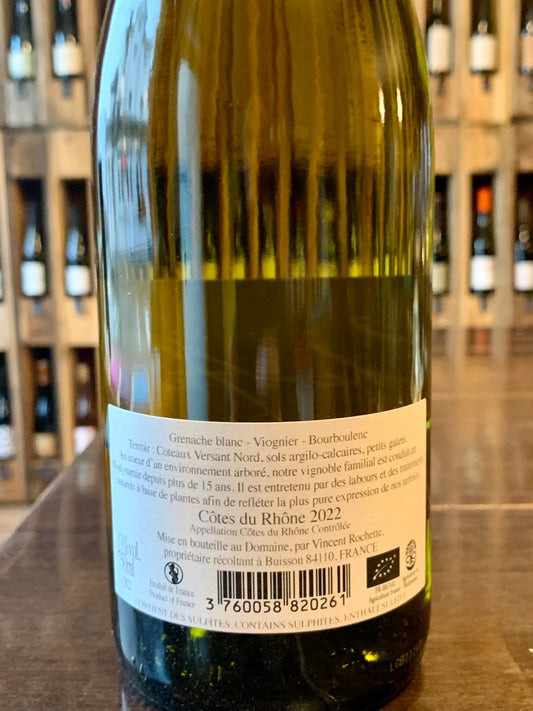 Grenache blanc - Viognier - Bourboulenc
Terroir : Coteaux Versant Nord, sols argilo-calcaires, petits galets.
Au coeur d'un environnement arboré, notre vignoble familial est conduit en
depuis plus de 15 ans. Il est entretenu par des labours et des traitements
naturels à base de plantes afin de refléter la plus pure expression de nos terroirs
Côtes du Rhône 2022
Appellation Côtes du Rhône Contrôlée
Mise en bouteille au Domaine, par Vincent Rochette,
propriétaire récoltant à Buisson 84110, FRANCE
Produit de France
Product of France
Agriculture France
3 760058 820261
CONTIENT DES SULFITES, CONTAINS SULPHITES, ENTHÄLT SULFITE